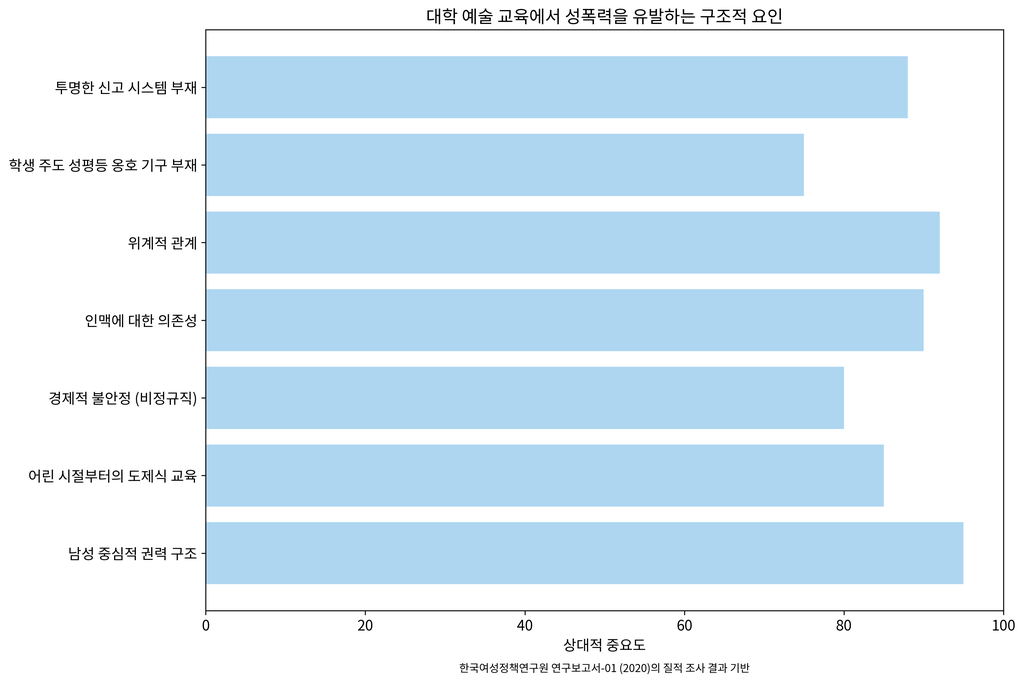 대학 예술 교육에서 성폭력을 유발하는 구조적 요인
투명한 신고 시스템 부재
학생 주도 성평등 옹호 기구 부재
위계적 관계
인맥에 대한 의존성
경제적 불안정 (비정규직)
어린 시절부터의 도제식 교육
남성 중심적 권력 구조
0 20 40 60 80 100
상대적 중요도
한국여성정책연구원 연구보고서-01 (2020)의 질적 조사 결과 기반